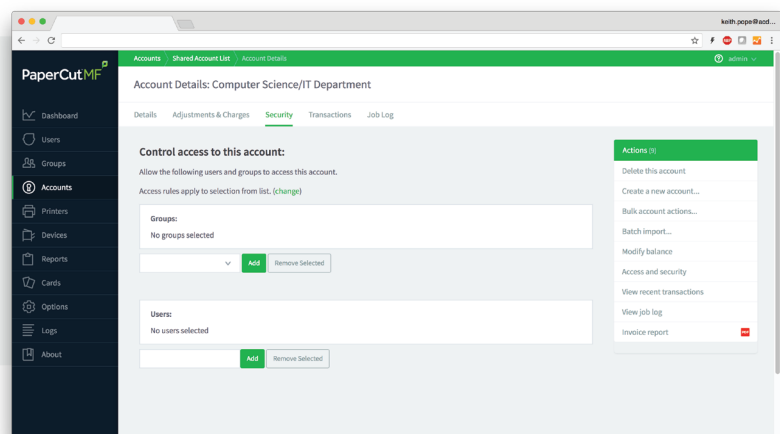 keith.pope@acd...
Accounts Shared Account List Account Details
admin
PaperCut MF
Account Details: Computer Science/IT Department
Details Adjustments & Charges Security Transactions Job Log
Dashboard
Users
Groups
Accounts
Printers
Devices
Reports
Cards
Options
Logs
About
Control access to this account:
Allow the following users and groups to access this account.
Access rules apply to selection from list. (change)
Groups:
No groups selected
Add Remove Selected
Users:
No users selected
Add Remove Selected
Actions (9)
Delete this account
Create a new account...
Bulk account actions...
Batch import...
Modify balance
Access and security
View recent transactions
View job log
Invoice report